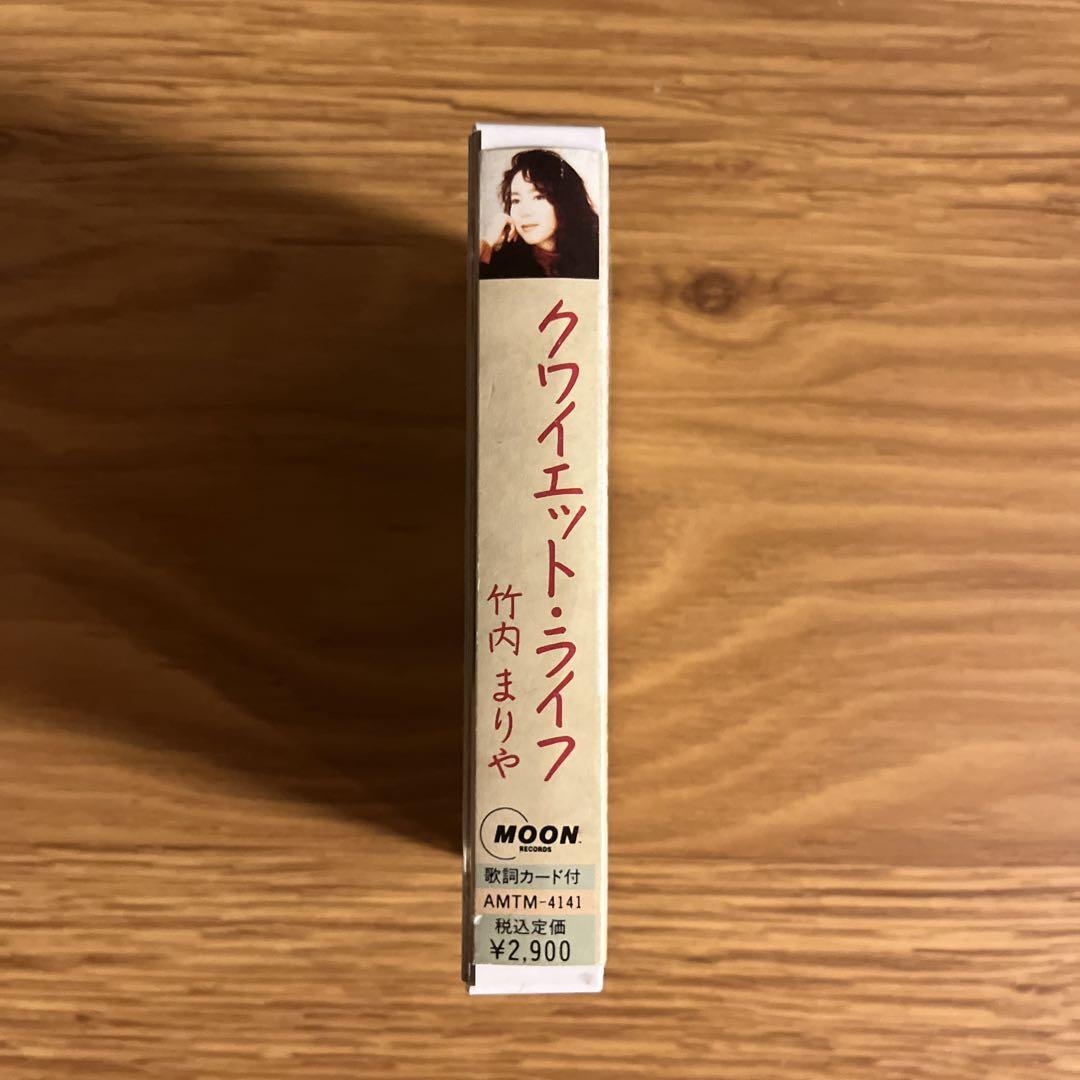 クワイエット・ライフ
竹内 まりや
MOON
RECORDS
歌詞カード付
AMTM-4141
税込定価
¥2,900